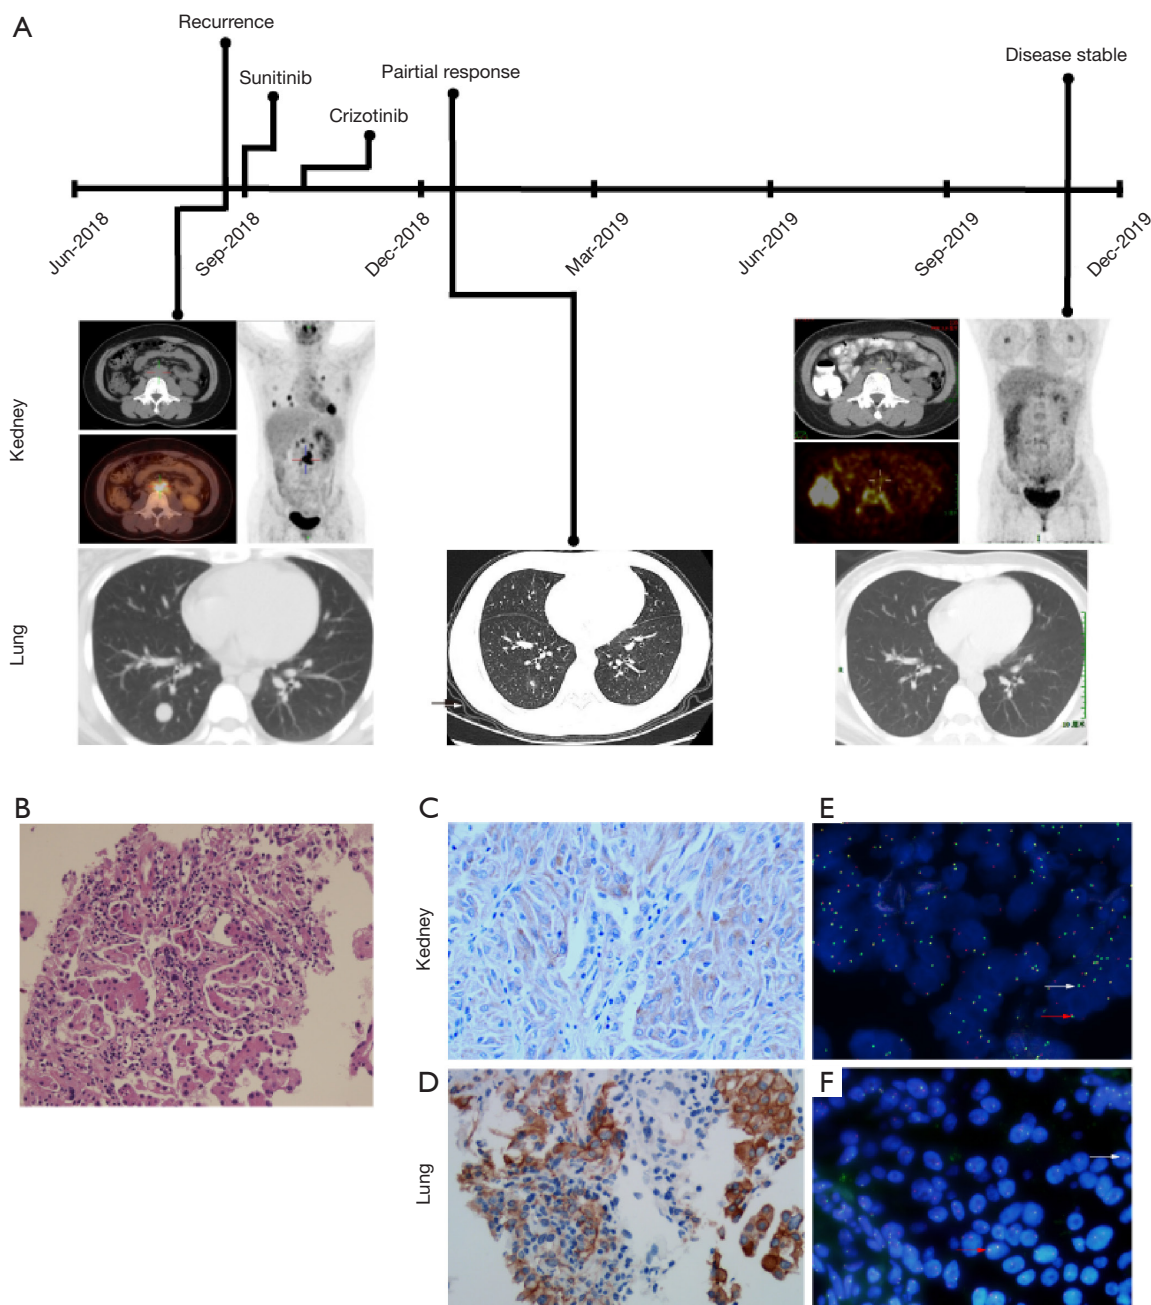 A
Recurrence
Sunitinib
Crizotinib
Pairtial response
Disease stable
Jun-2018
Sep-2018
Dec-2018
Mar-2019
Jun-2019
Sep-2019
Dec-2019
Kedney
Lung
B
C
E
Kedney
D
F
Lung